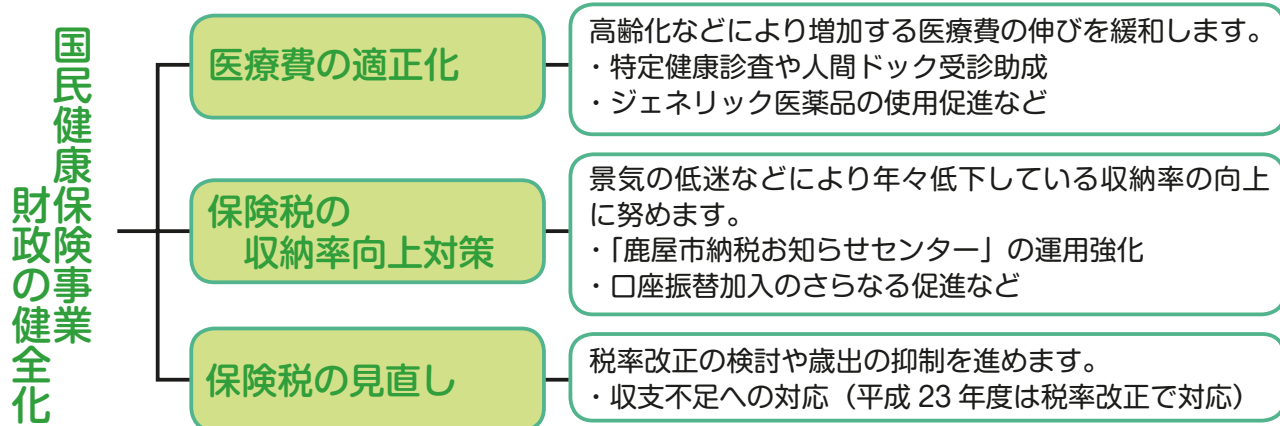 国民健康保険事業
財政の健全化
医療費の適正化
高齢化などにより増加する医療費の伸びを緩和します。
・特定健康診査や人間ドック受診助成
・ジェネリック医薬品の使用促進など
保険税の
収納率向上対策
景気の低迷などにより年々低下している収納率の向上
に努めます。
・「鹿屋市納税お知らせセンター」の運用強化
・口座振替加入のさらなる促進など
保険税の見直し
税率改正の検討や歳出の抑制を進めます。
・収支不足への対応（平成 23 年度は税率改正で対応）